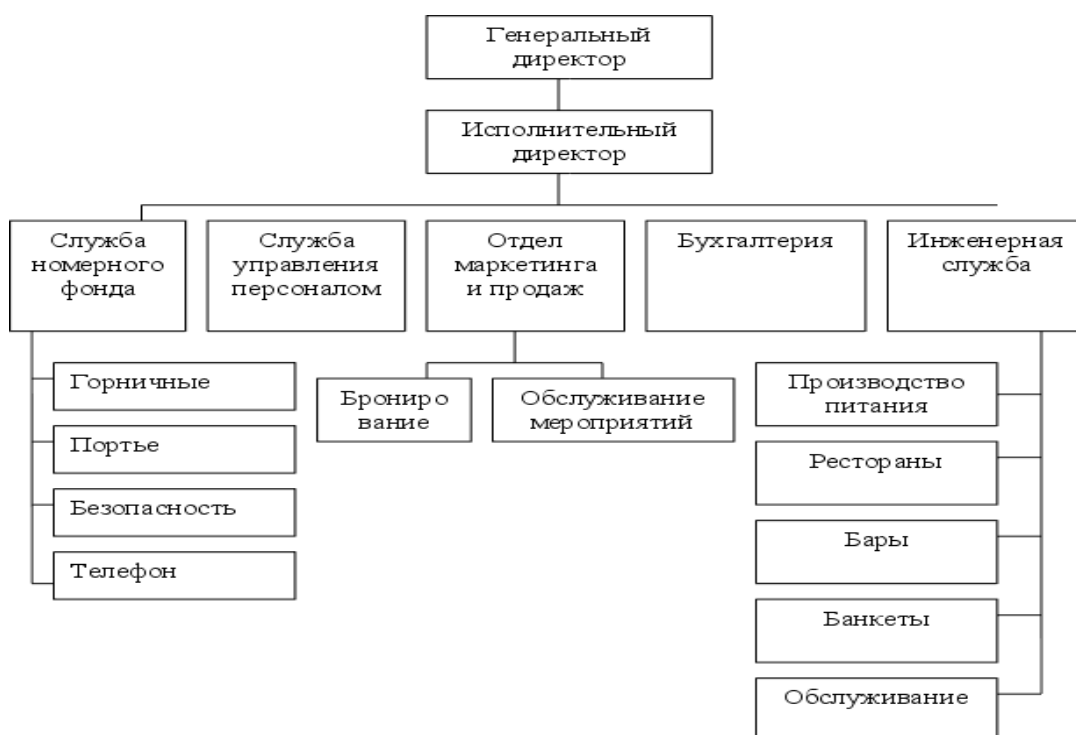 Генеральный
директор
Исполнительный
директор
Служба
номерного
фонда
Служба
управления
персоналом
Отдел
маркетинга
и продаж
Бухгалтерия
Инженерная
служба
Горничные
Портье
Безопасность
Телефон
Брониро
вание
Обслуживание
мероприятий
Производство
питания
Рестораны
Бары
Банкеты
Обслуживание